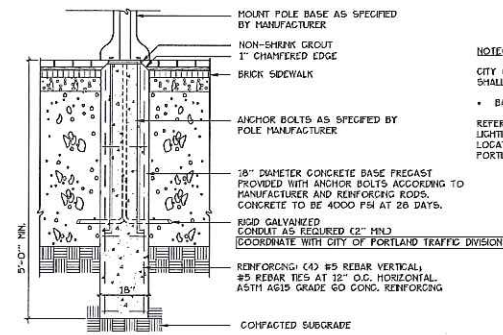 MOUNT POLE BASE AS SPECIFIED
BY MANUFACTURER
NON-SHRINK GROUT
1" CHAMFERED EDGE
BRICK SIDEWALK
ANCHOR BOLTS AS SPECIFIED BY
POLE MANUFACTURER
18" DIAMETER CONCRETE BASE PRECAST
PROVIDED WITH ANCHOR BOLTS ACCORDING TO
MANUFACTURER AND REINFORCING RODS.
CONCRETE TO BE 4000 PSI AT 28 DAYS.
RIGID GALVANIZED
CONDUIT AS REQUIRED (2" MIN.)
COORDINATE WITH CITY OF PORTLAND TRAFFIC DIVISION
REINFORCING: (4) #5 REBAR VERTICAL;
#5 REBAR TIES AT 12" O.C. HORIZONTAL.
ASTM A615 GRADE 60 CONC. REINFORCING
COMPACTED SUBGRADE
5'-0" MIN.
18"
NOTE
CITY
SMALL
• BA
REFER
LIGHTI
LOCAT
PORTL